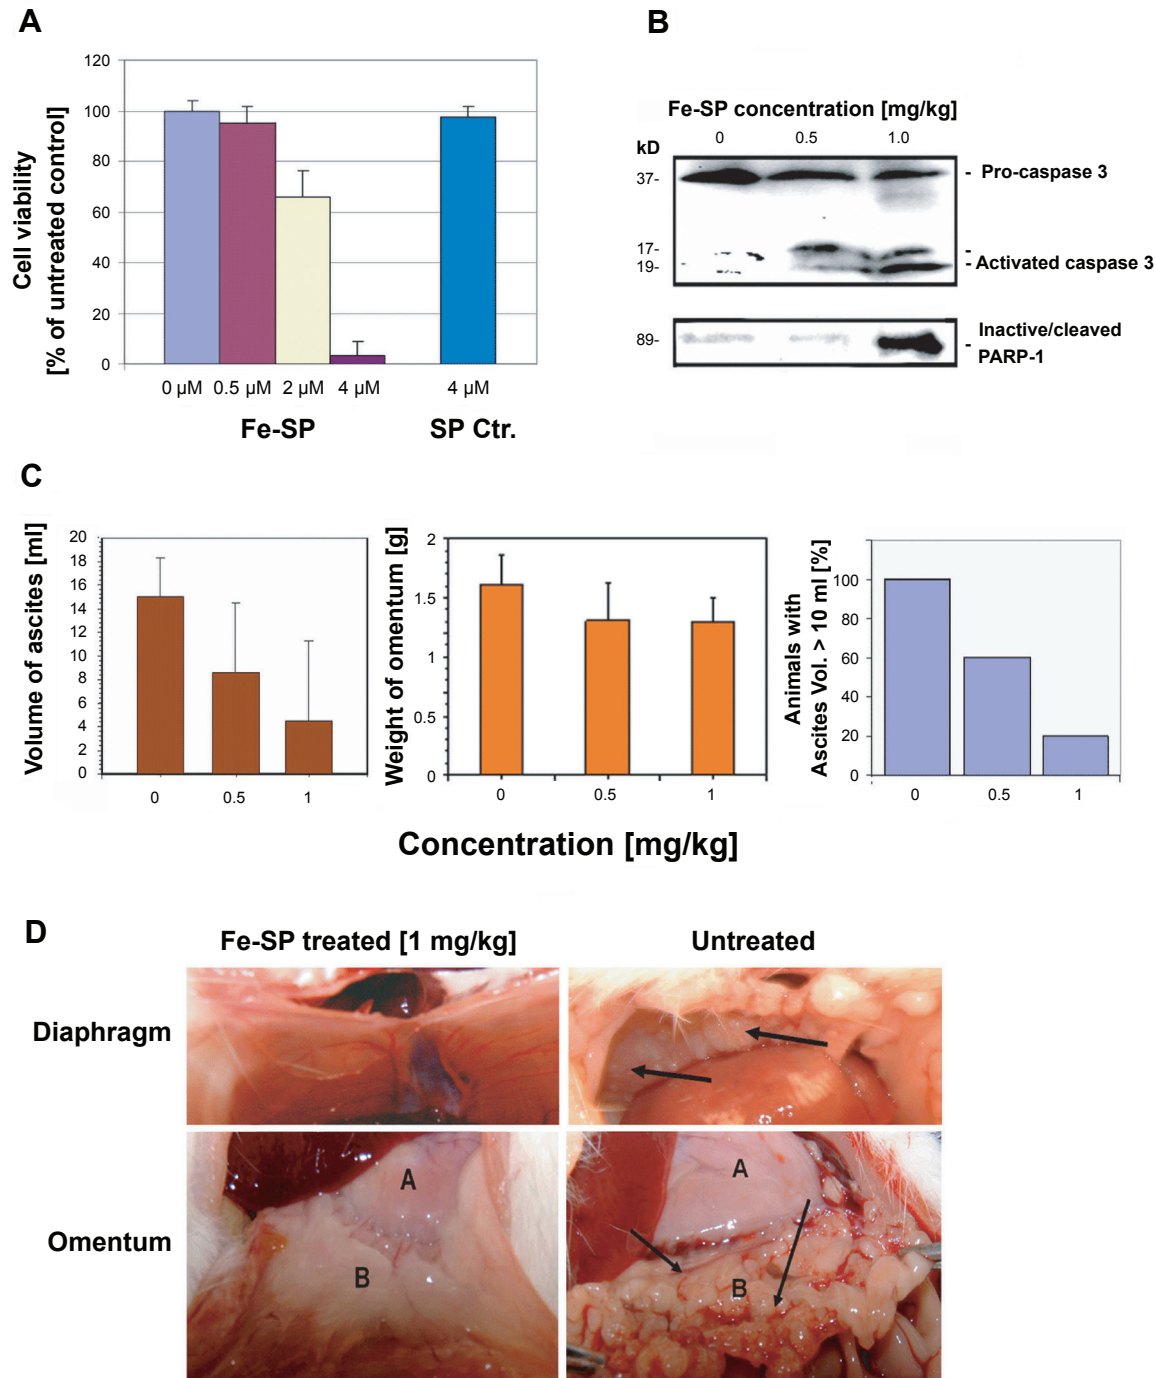 A
120
100
80
60
40
20
0
Cell viability
[% of untreated control]
0 µM 0.5 µM 2 µM 4 µM 4 µM
Fe-SP SP Ctr.
B
Fe-SP concentration [mg/kg]
0 0.5 1.0
kD
37- - Pro-caspase 3
17- -
19- - Activated caspase 3
89- - Inactive/cleaved
PARP-1
C
Volume of ascites [ml]
20
18
16
14
12
10
8
6
4
2
0
0 0.5 1
Weight of omentum [g]
2
1.5
1
0.5
0
0 0.5 1
Animals with
Ascites Vol. > 10 ml [%]
100
80
60
40
20
0
0 0.5 1
Concentration [mg/kg]
D
Fe-SP treated [1 mg/kg] Untreated
Diaphragm
Omentum
A
B
A
B